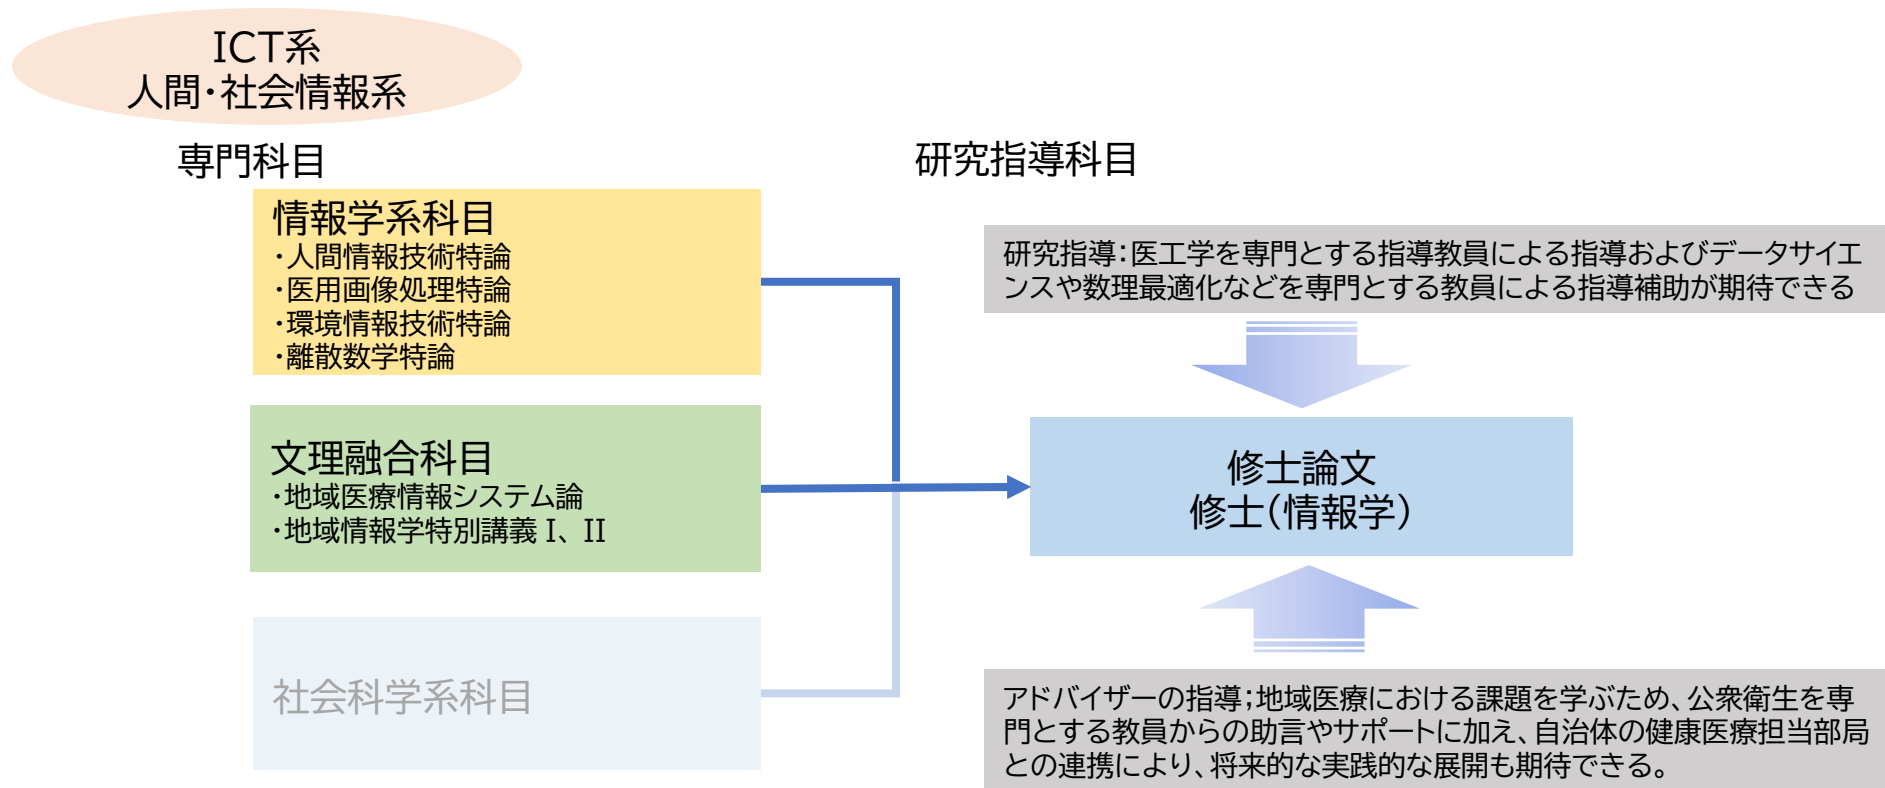 ICT系
人間・社会情報系
専門科目
研究指導科目
情報学系科目
・人間情報技術特論
・医用画像処理特論
・環境情報技術特論
・離散数学特論
研究指導：医工学を専門とする指導教員による指導およびデータサイエ
ンスや数理最適化などを専門とする教員による指導補助が期待できる
文理融合科目
・地域医療情報システム論
・地域情報学特別講義 I、II
修士論文
修士（情報学）
社会科学系科目
アドバイザーの指導；地域医療における課題を学ぶため、公衆衛生を専
門とする教員からの助言やサポートに加え、自治体の健康医療担当部局
との連携により、将来的な実践的な展開も期待できる。